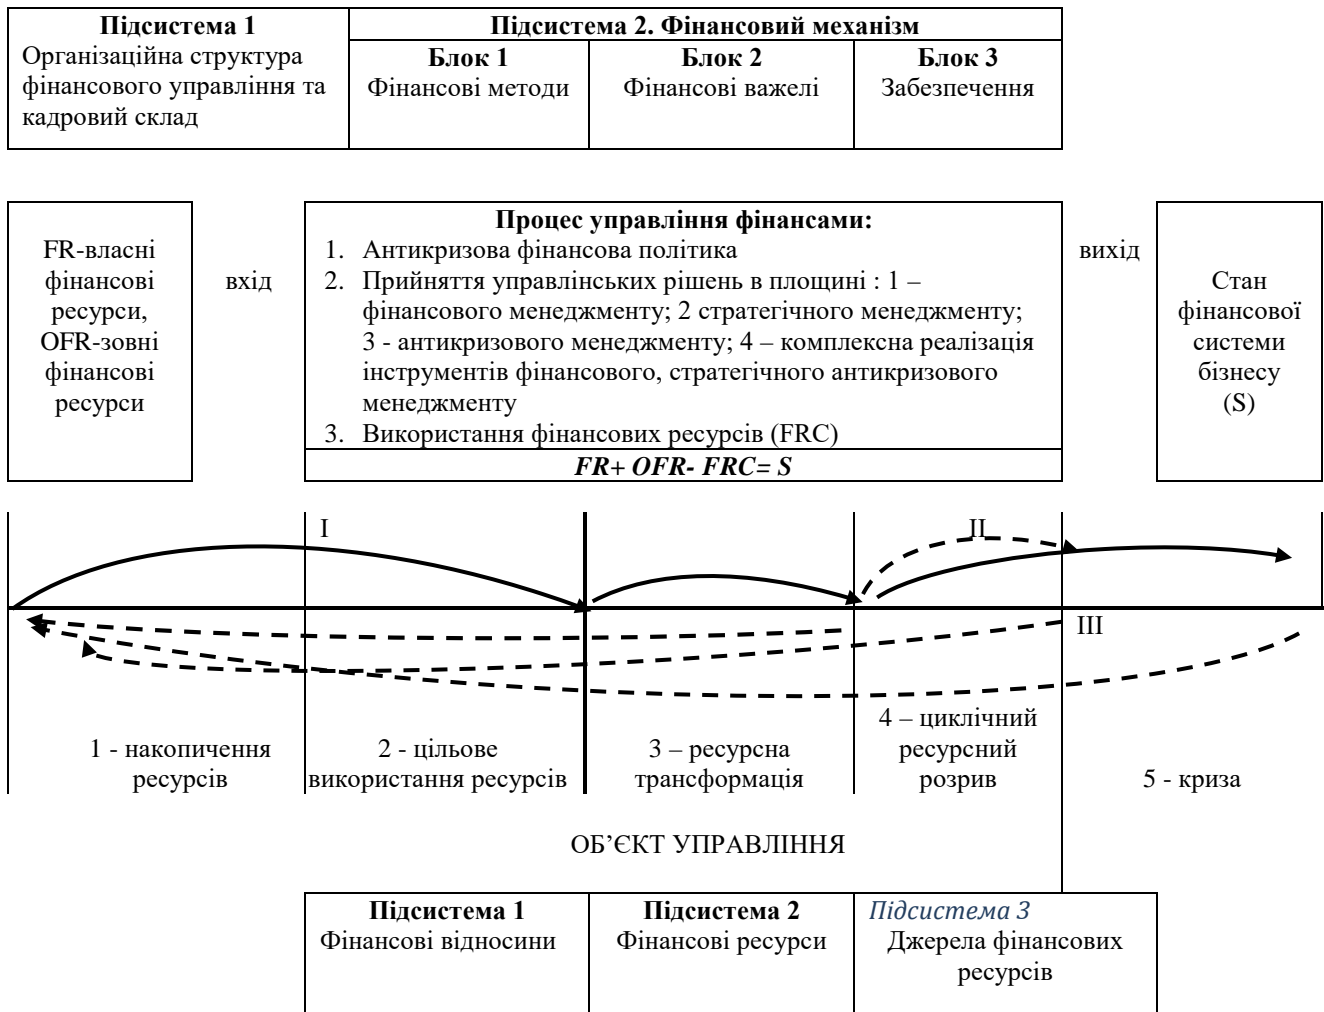 Підсистема 1
Організаційна структура
фінансового управління та
кадровий склад
Підсистема 2. Фінансовий механізм
Блок 1
Фінансові методи
Блок 2
Фінансові важелі
Блок 3
Забезпечення
FR-власні
фінансові
ресурси,
OFR-зовні
фінансові
ресурси
вхід
Процес управління фінансами:
1. Антикризова фінансова політика
2. Прийняття управлінських рішень в площині : 1 –
фінансового менеджменту; 2 стратегічного менеджменту;
3 - антикризового менеджменту; 4 – комплексна реалізація
інструментів фінансового, стратегічного антикризового
менеджменту
3. Використання фінансових ресурсів (FRC)
FR+ OFR- FRC= S
вихід
Стан
фінансової
системи
бізнесу
(S)
I
II
III
1 - накопичення
ресурсів
2 - цільове
використання ресурсів
3 – ресурсна
трансформація
4 – циклічний
ресурсний
розрив
5 - криза
ОБ’ЄКТ УПРАВЛІННЯ
Підсистема 1
Фінансові відносини
Підсистема 2
Фінансові ресурси
Підсистема 3
Джерела фінансових
ресурсів